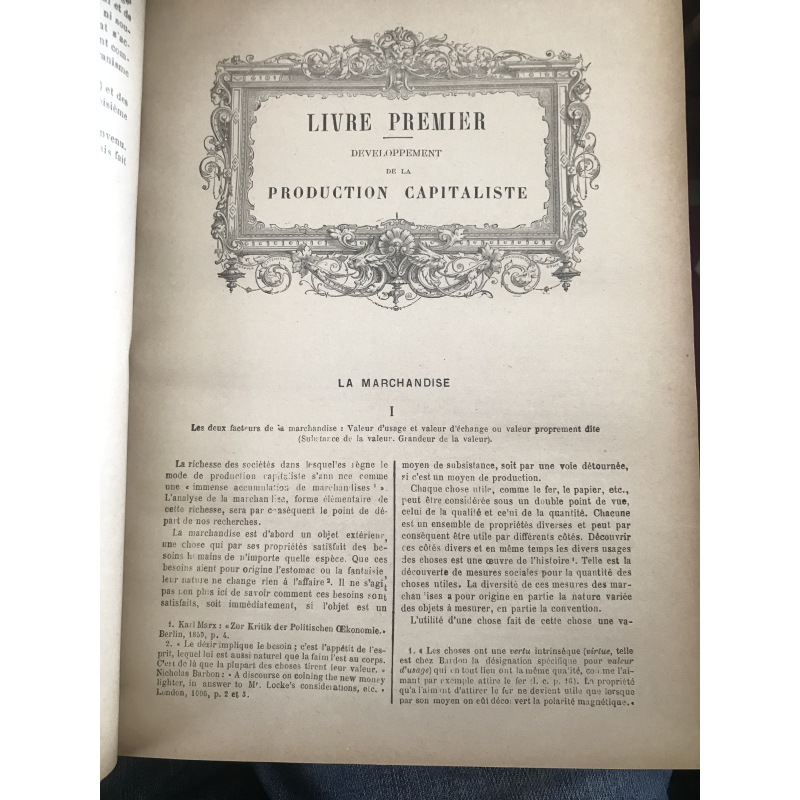 LIVRE PREMIER
DEVELOPPEMENT
DE LA
PRODUCTION CAPITALISTE
LA MARCHANDISE
I
Les deux facteurs de la marchandise : Valeur d'usage et valeur d'échange ou valeur proprement dite
(Substance de la valeur. Grandeur de la valeur).
La richesse des sociétés dans lesquelles règne le
mode de production capitaliste s'annonce comme
une « immense accumulation de marchandises ¹ ».
L'analyse de la marchandise, forme élémentaire de
cette richesse, sera par conséquent le point de dé-
part de nos recherches.
La marchandise est d'abord un objet extérieur,
une chose qui par ses propriétés satisfait des be-
soins humains de n'importe quelle espèce. Que ces
besoins aient pour origine l'estomac ou la fantaisie,
leur nature ne change rien à l'affaire ². Il ne s'agit
pas non plus ici de savoir comment ces besoins sont
satisfaits, soit immédiatement, si l'objet est un
1. Karl Marx : « Zur Kritik der Politischen Œkonomie. »
Berlin, 1859, p. 4.
2. « Le désir implique le besoin ; c'est l'appétit de l'es-
prit, lequel lui est aussi naturel que la faim l'est au corps.
C'est de là que la plupart des choses tirent leur valeur. »
Nicholas Barbon : « A discourse on coining the new money
lighter, in answer to Mr. Locke's considerations, etc. »
London, 1696, p. 2 et 3.
moyen de subsistance, soit par une voie détournée,
si c'est un moyen de production.
Chaque chose utile, comme le fer, le papier, etc.,
peut être considérée sous un double point de vue,
celui de la qualité et celui de la quantité. Chacune
est un ensemble de propriétés diverses et peut par
conséquent être utile par différents côtés. Découvrir
ces côtés divers et en même temps les divers usages
des choses est une œuvre de l'histoire ¹. Telle est la
découverte de mesures sociales pour la quantité des
choses utiles. La diversité de ces mesures des mar-
chandises a pour origine en partie la nature variée
des objets à mesurer, en partie la convention.
L'utilité d'une chose fait de cette chose une va-
1. « Les choses ont une vertu intrinsèque (virtue, telle
est chez Barbon la désignation spécifique pour valeur
d'usage) qui en tout lieu ont la même qualité, comme l'ai-
mant par exemple attire le fer (l. c. p. 16). La propriété
qu'a l'aimant d'attirer le fer ne devient utile que lorsque
par son moyen on eût découvert la polarité magnétique. »